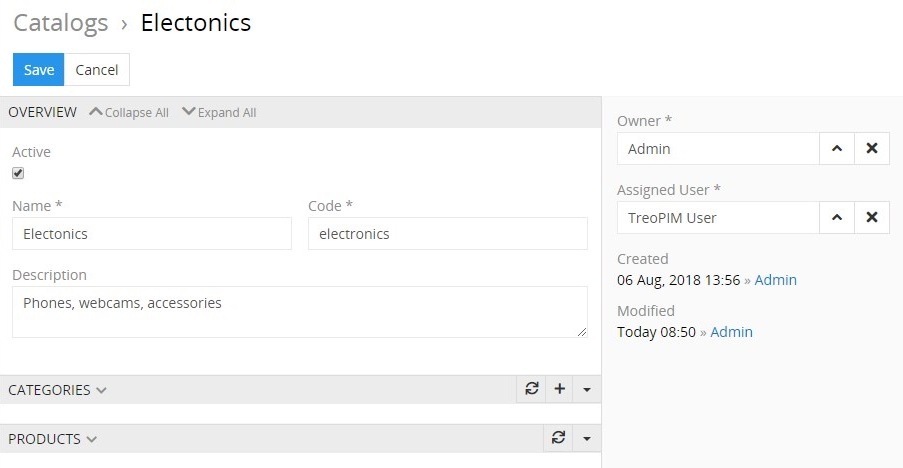 Catalogs › Electonics
Save Cancel
OVERVIEW Collapse All Expand All
Active
Name * Code *
Electonics electronics
Description
Phones, webcams, accessories
CATEGORIES
PRODUCTS
Owner *
Admin
Assigned User *
TreoPIM User
Created
06 Aug, 2018 13:56 » Admin
Modified
Today 08:50 » Admin